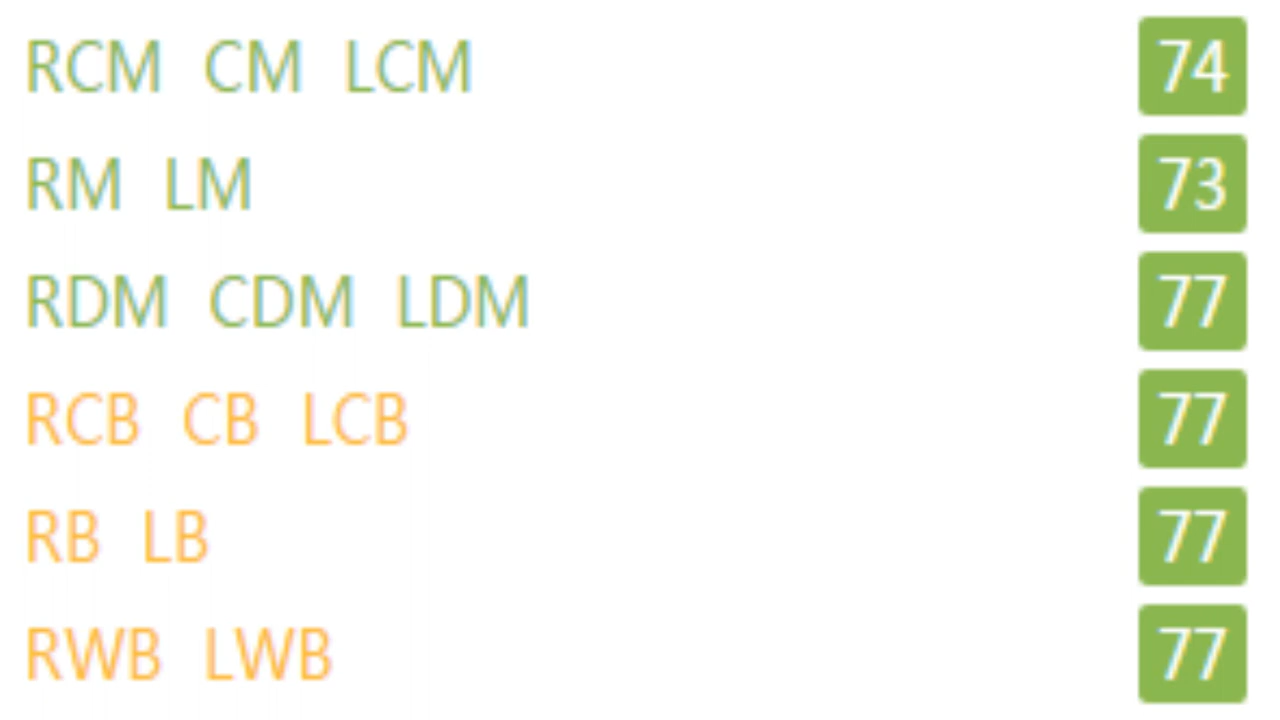 RCM CM LCM 74
RM LM 73
RDM CDM LDM 77
RCB CB LCB 77
RB LB 77
RWB LWB 77